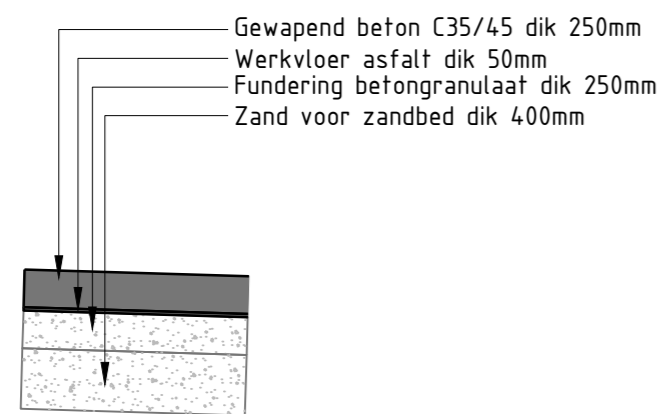 Gewapend beton C35/45 dik 250mm
Werkvloer asfalt dik 50mm
Fundering betongranulaat dik 250mm
Zand voor zandbed dik 400mm